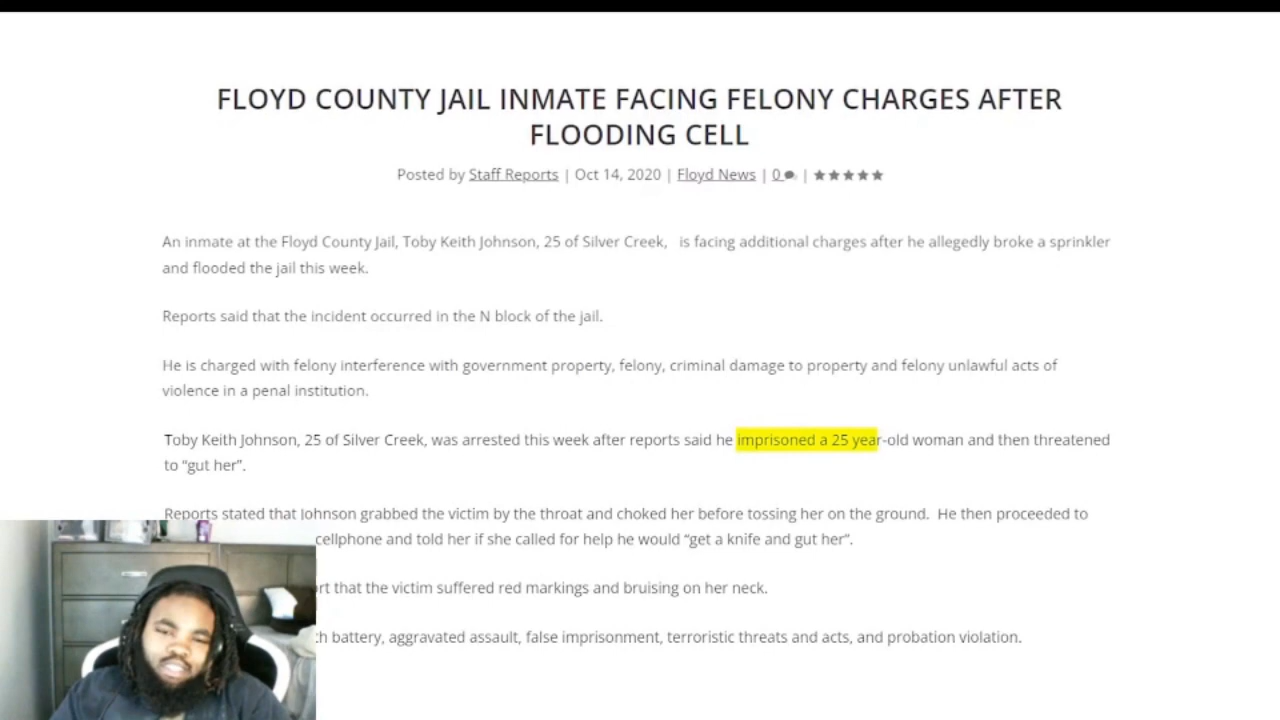 FLOYD COUNTY JAIL INMATE FACING FELONY CHARGES AFTER
FLOODING CELL
Posted by Staff Reports | Oct 14, 2020 | Floyd News | 0 | ★★★★★
An inmate at the Floyd County Jail, Toby Keith Johnson, 25 of Silver Creek, is facing additional charges after he allegedly broke a sprinkler
and flooded the jail this week.
Reports said that the incident occurred in the N block of the jail.
He is charged with felony interference with government property, felony, criminal damage to property and felony unlawful acts of
violence in a penal institution.
Toby Keith Johnson, 25 of Silver Creek, was arrested this week after reports said he imprisoned a 25 year-old woman and then threatened
to “gut her”.
Reports stated that Johnson grabbed the victim by the throat and choked her before tossing her on the ground. He then proceeded to
cellphone and told her if she called for help he would “get a knife and gut her”.
that the victim suffered red markings and bruising on her neck.
battery, aggravated assault, false imprisonment, terroristic threats and acts, and probation violation.